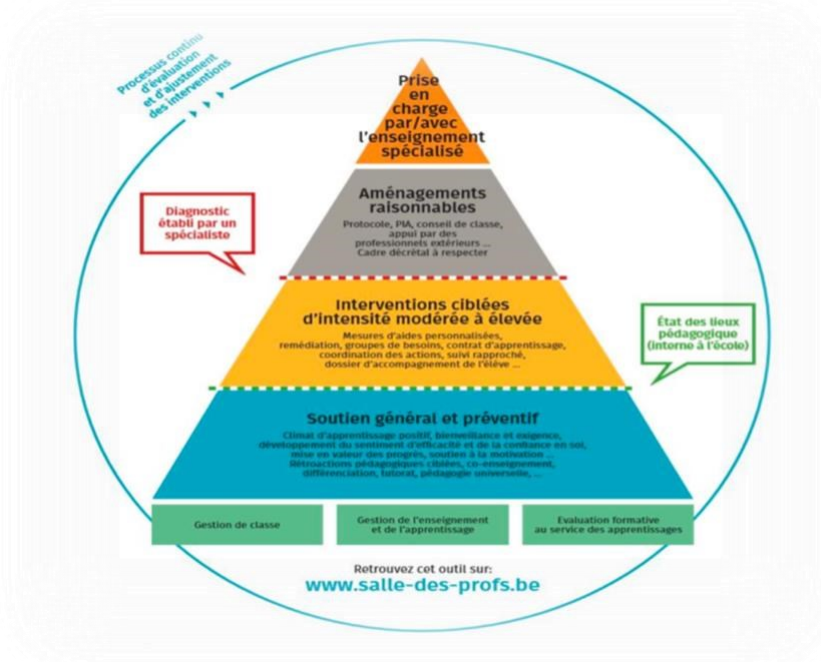 Processus continu
d'évaluation
et d'ajustement
des interventions
Prise
en
charge
par/avec
l'enseignement
spécialisé
Aménagements
raisonnables
Protocole, PIA, conseil de classe,
appui par des
professionnels extérieurs ...
Cadre décrétal à respecter
Diagnostic
établi par un
spécialiste
Interventions ciblées
d'intensité modérée à élevée
Mesures d'aides personnalisées,
remédiation, groupes de besoins, contrat d'apprentissage,
coordination des actions, suivi rapproché,
dossier d'accompagnement de l'élève ...
État des lieux
pédagogique
(interne à l'école)
Soutien général et préventif
Climat d'apprentissage positif, bienveillance et exigence,
développement du sentiment d'efficacité et de la confiance en soi,
mise en valeur des progrès, soutien à la motivation ...
Rétroactions pédagogiques ciblées, co-enseignement,
différenciation, tutorat, pédagogie universelle, ...
Gestion de classe
Gestion de l'enseignement
et de l'apprentissage
Évaluation formative
au service des apprentissages
Retrouvez cet outil sur:
www.salle-des-profs.be